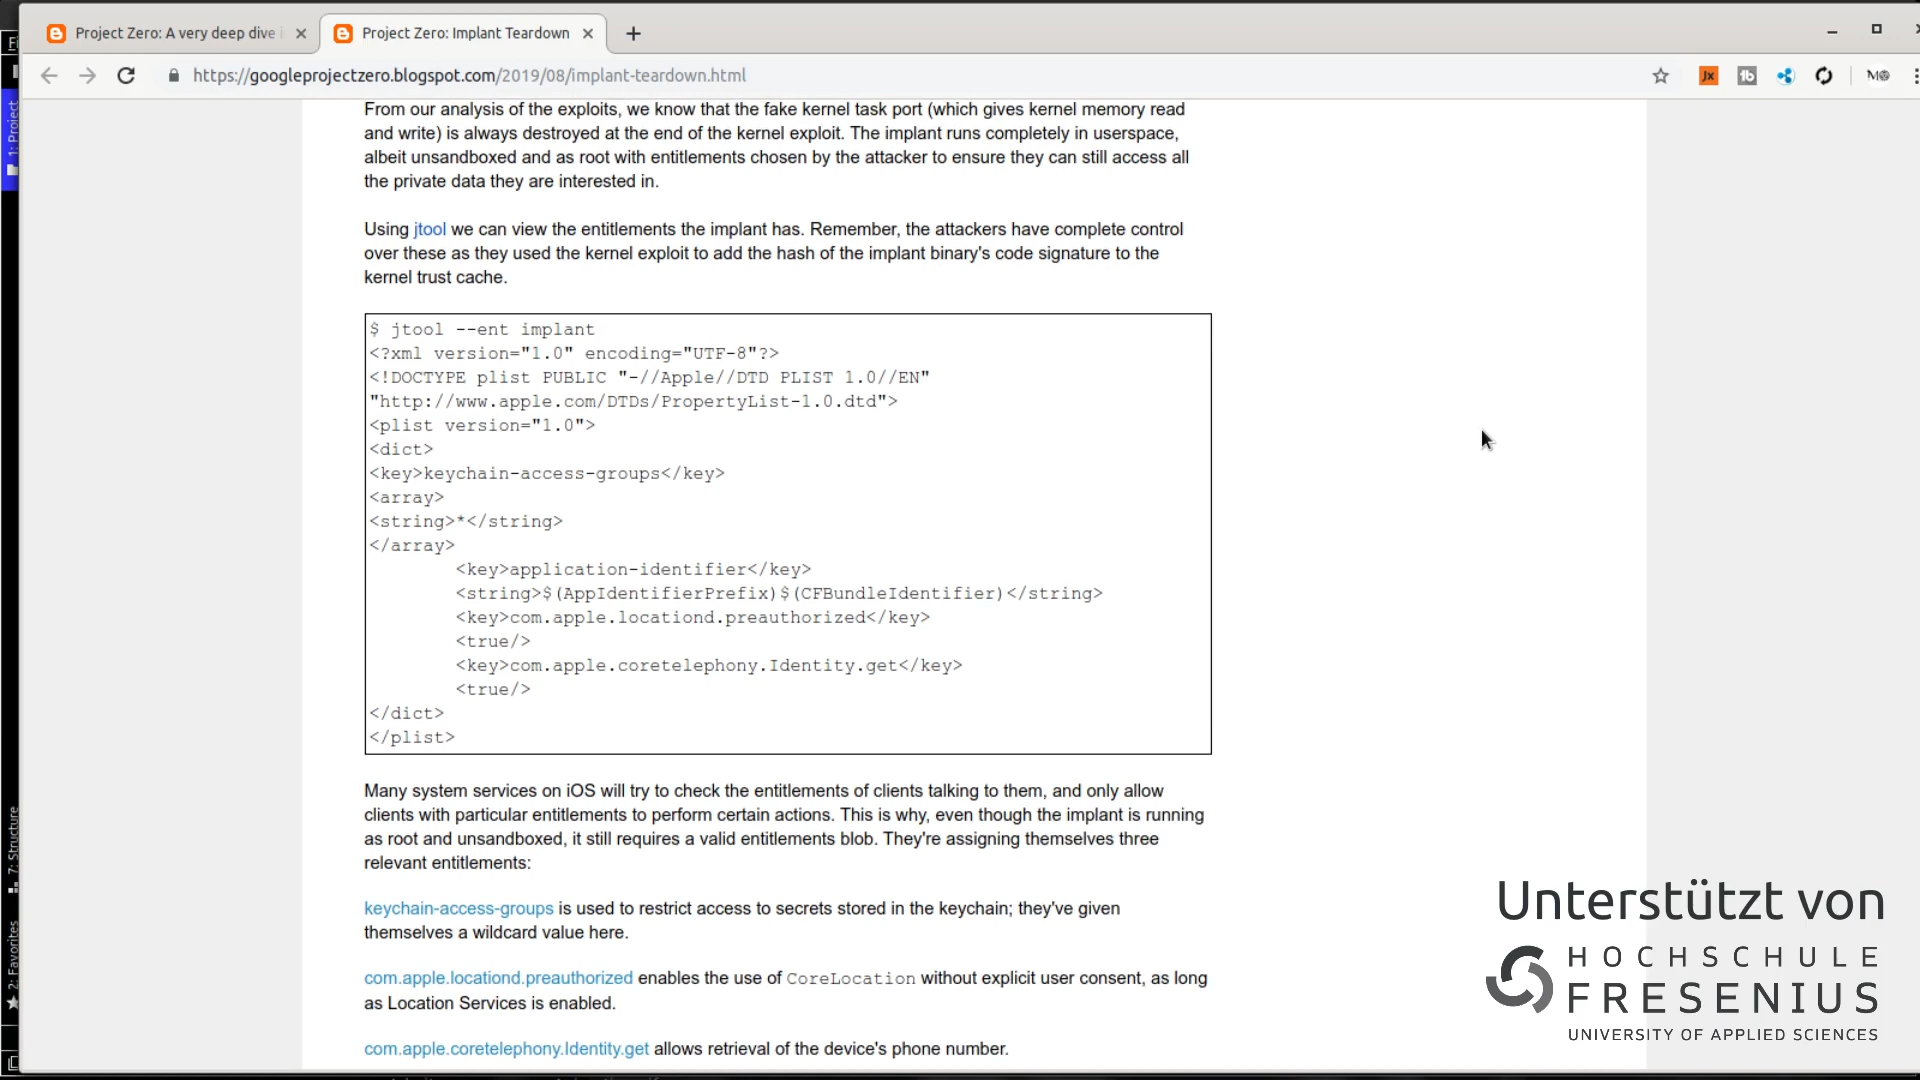 Project Zero: A very deep dive i
Project Zero: Implant Teardown
https://googleprojectzero.blogspot.com/2019/08/implant-teardown.html
From our analysis of the exploits, we know that the fake kernel task port (which gives kernel memory read
and write) is always destroyed at the end of the kernel exploit. The implant runs completely in userspace,
albeit unsandboxed and as root with entitlements chosen by the attacker to ensure they can still access all
the private data they are interested in.
Using jtool we can view the entitlements the implant has. Remember, the attackers have complete control
over these as they used the kernel exploit to add the hash of the implant binary's code signature to the
kernel trust cache.
$ jtool --ent implant
<?xml version="1.0" encoding="UTF-8"?>
<!DOCTYPE plist PUBLIC "-//Apple//DTD PLIST 1.0//EN"
"http://www.apple.com/DTDs/PropertyList-1.0.dtd">
<plist version="1.0">
<dict>
<key>keychain-access-groups</key>
<array>
<string>*</string>
</array>
<key>application-identifier</key>
<string>$(AppIdentifierPrefix)$(CFBundleIdentifier)</string>
<key>com.apple.locationd.preauthorized</key>
<true/>
<key>com.apple.coretelephony.Identity.get</key>
<true/>
</dict>
</plist>
Many system services on iOS will try to check the entitlements of clients talking to them, and only allow
clients with particular entitlements to perform certain actions. This is why, even though the implant is running
as root and unsandboxed, it still requires a valid entitlements blob. They're assigning themselves three
relevant entitlements:
keychain-access-groups is used to restrict access to secrets stored in the keychain; they've given
themselves a wildcard value here.
com.apple.locationd.preauthorized enables the use of CoreLocation without explicit user consent, as long
as Location Services is enabled.
com.apple.coretelephony.Identity.get allows retrieval of the device's phone number.
1: Project
7: Structure
2: Favorites
Unterstützt von
HOCHSCHULE
FRESENIUS
UNIVERSITY OF APPLIED SCIENCES